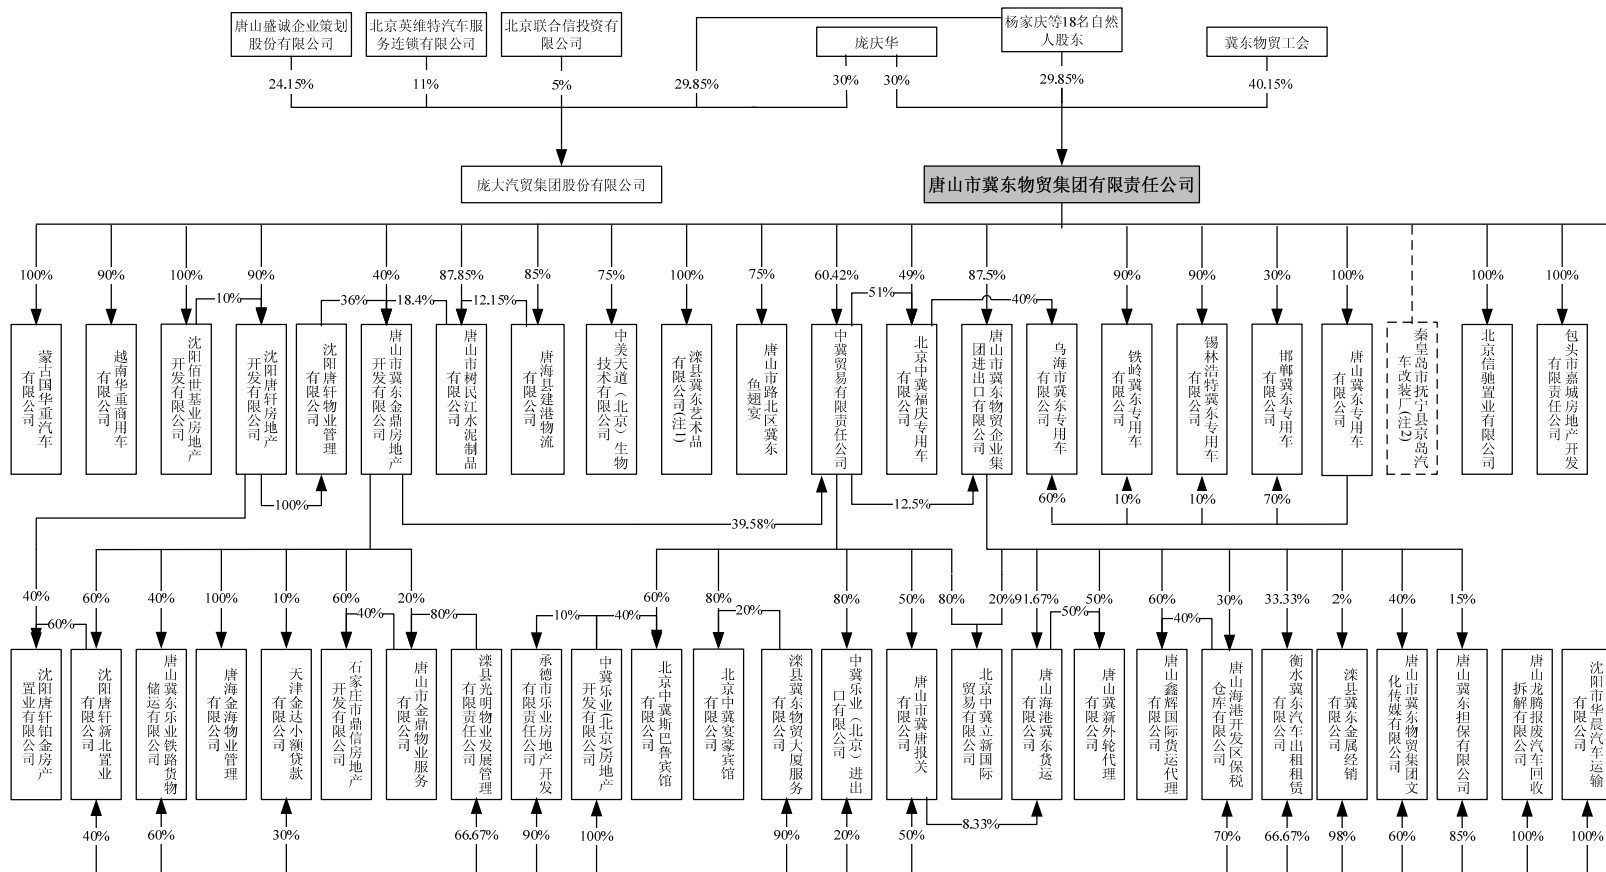 唐山盛诚企业策划
股份有限公司
北京英维特汽车服
务连锁有限公司
北京联合信投资有
限公司
庞庆华
杨家庆等18名自然
人股东
冀东物贸工会
24.15%
11%
5%
29.85%
30%
30%
29.85%
40.15%
庞大汽贸集团股份有限公司
唐山市冀东物贸集团有限责任公司
100%
90%
100%
90%
40%
87.85%
85%
75%
100%
75%
60.42%
49%
87.5%
90%
90%
30%
100%
100%
100%
10%
36%
18.4%
12.15%
51%
40%
蒙古国华重汽车
有限公司
越南华重商用车
有限公司
沈阳佰世基业房地产
开发有限公司
沈阳唐轩房地产
开发有限公司
沈阳唐轩物业管理
有限公司
唐山市冀东金鼎房地产
开发有限公司
唐山市树民江水泥制品
有限公司
唐海县建港物流
有限公司
中美天道（北京）生物
技术有限公司
滦县冀东艺术品
有限公司(注1)
唐山市路北区冀东
鱼翅宴
中冀贸易有限责任公司
北京中冀福庆专用车
有限公司
唐山市冀东物贸企业集
团进出口有限公司
乌海市冀东专用车
有限公司
铁岭冀东专用车
有限公司
锡林浩特冀东专用车
有限公司
邯郸冀东专用车
有限公司
唐山冀东专用车
有限公司
秦皇岛市抚宁县京岛汽
车改装厂(注2)
北京信驰置业有限公司
包头市嘉城房地产开发
有限责任公司
100%
39.58%
12.5%
60%
10%
10%
70%
40%
60%
40%
100%
10%
60%
20%
60%
80%
80%
50%
80%
20%
91.67%
50%
60%
30%
33.33%
2%
40%
15%
60%
40%
80%
10%
40%
20%
50%
40%
沈阳唐轩铂金房产
置业有限公司
沈阳唐轩新北置业
有限公司
唐山冀东乐业铁路货物
储运有限公司
唐海金海物业管理
有限公司
天津金达小额贷款
有限公司
石家庄市鼎信房地产
开发有限公司
唐山市金鼎物业服务
有限公司
滦县光明物业发展管理
有限责任公司
承德市乐业房地产开发
有限责任公司
中冀乐业(北京)房地产
开发有限公司
北京中冀斯巴鲁宾馆
有限公司
北京中冀宴豪宾馆
有限公司
滦县冀东物贸大厦服务
有限公司
中冀乐业（北京）进出
口有限公司
唐山市冀唐报关
有限公司
北京中冀立新国际
贸易有限公司
唐山海港冀东货运
有限公司
唐山冀新外轮代理
有限公司
唐山鑫辉国际货运代理
有限公司
唐山海港开发区保税
仓库有限公司
衡水冀东汽车出租租赁
有限公司
滦县冀东金属经销
有限公司
唐山市冀东物贸集团文
化传媒有限公司
唐山冀东担保有限公司
唐山龙腾报废汽车回收
拆解有限公司
沈阳市华晨汽车运输
有限公司
8.33%
40%
60%
30%
66.67%
90%
100%
90%
20%
50%
70%
66.67%
98%
60%
85%
100%
100%